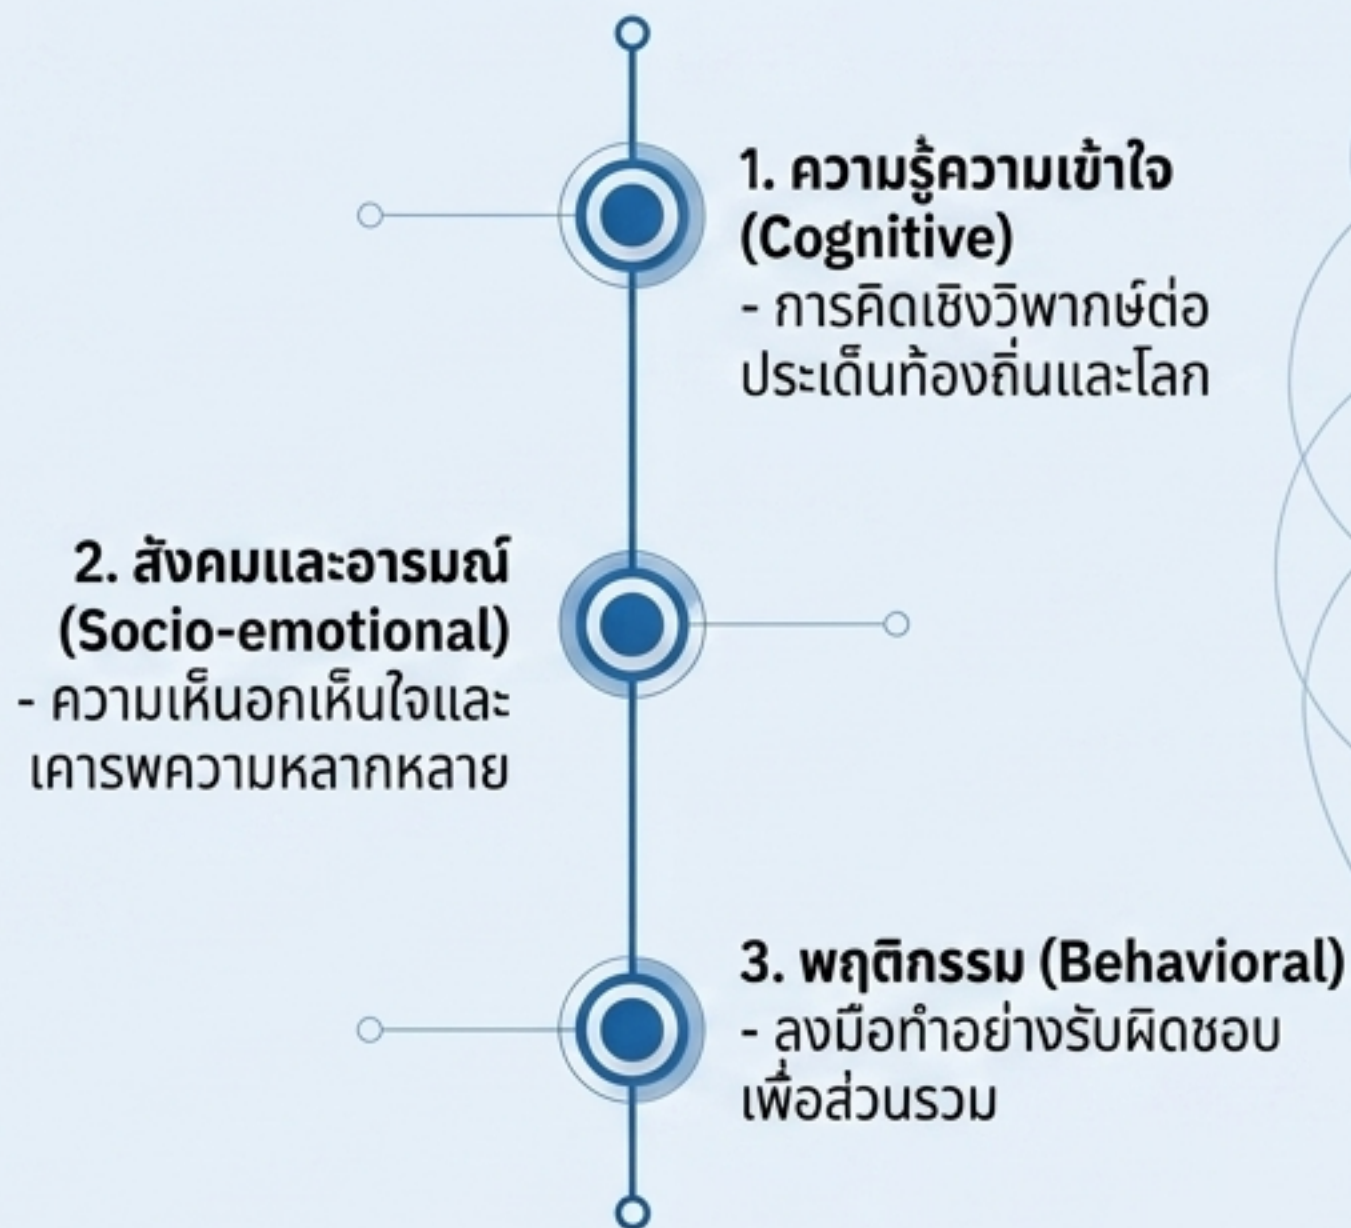 1. ความรู้ความเข้าใจ
(Cognitive)
- การคิดเชิงวิพากษ์ต่อ
ประเด็นท้องถิ่นและโลก
2. สังคมและอารมณ์
(Socio-emotional)
- ความเห็นอกเห็นใจและ
เคารพความหลากหลาย
3. พฤติกรรม (Behavioral)
- ลงมือทำอย่างรับผิดชอบ
เพื่อส่วนรวม